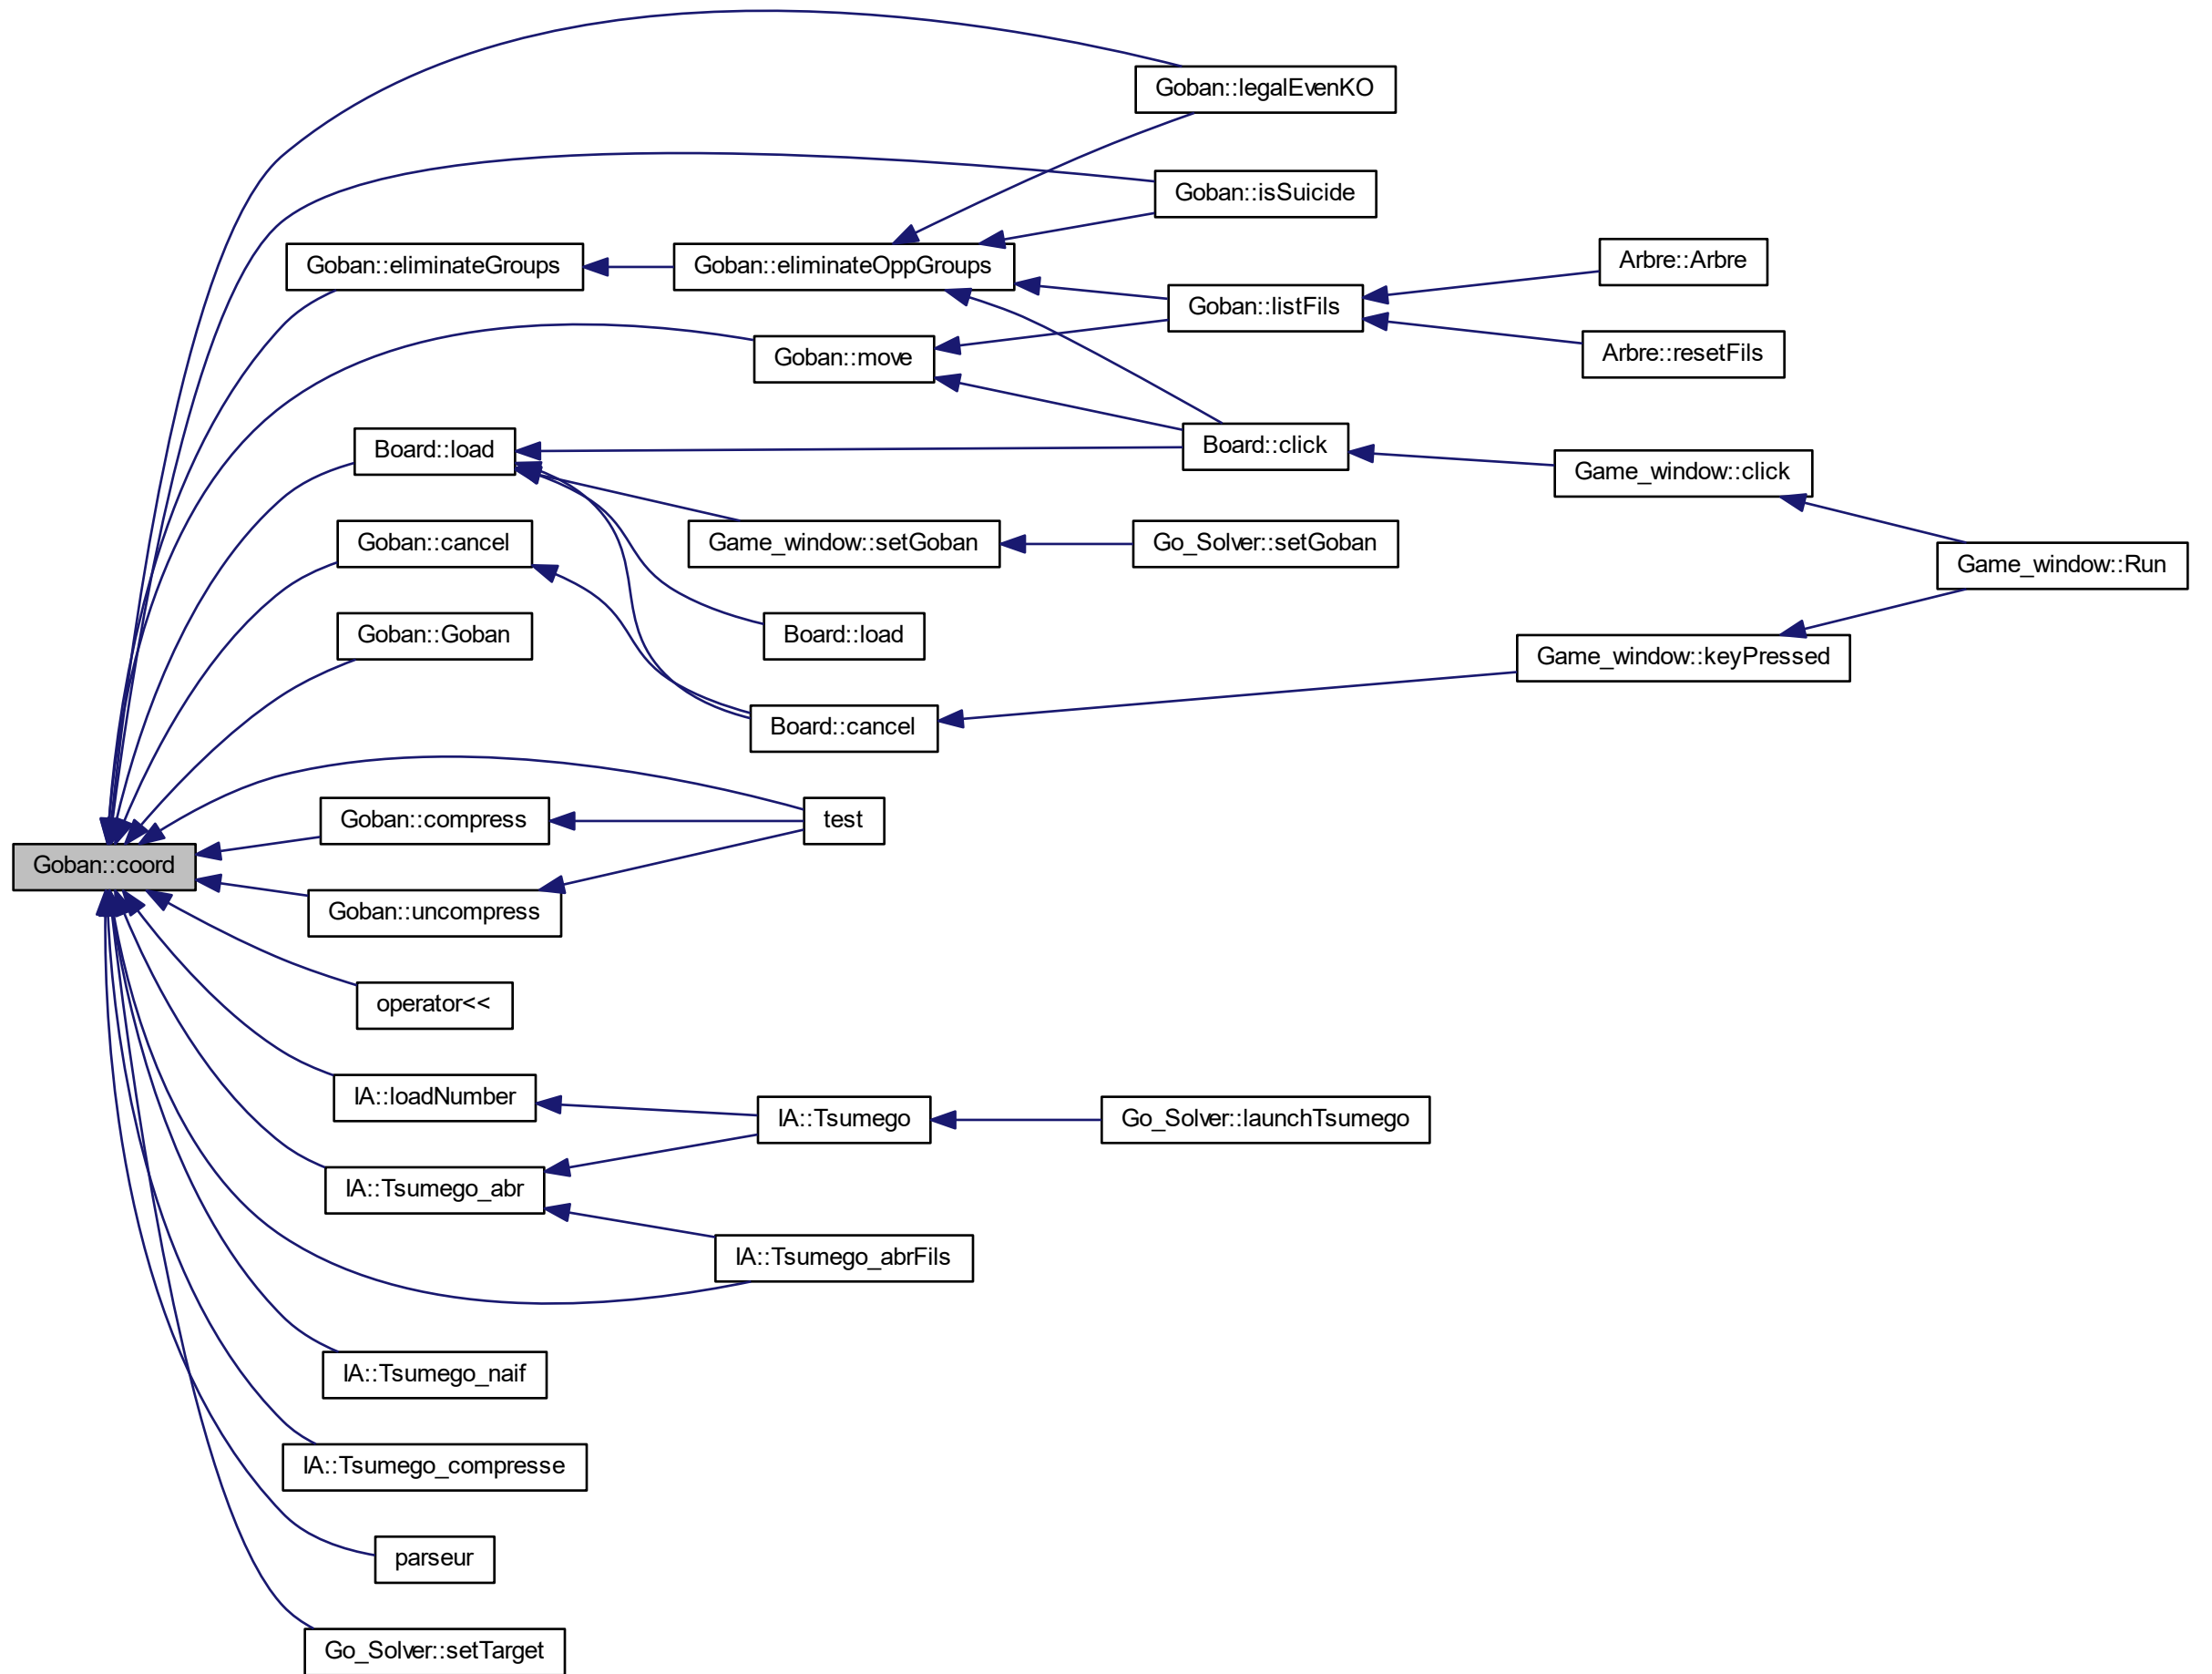 Goban::legalEvenKO
Goban::isSuicide
Goban::eliminateGroups
Goban::eliminateOppGroups
Arbre::Arbre
Goban::listFils
Arbre::resetFils
Goban::move
Board::load
Board::click
Game_window::click
Goban::cancel
Game_window::setGoban
Go_Solver::setGoban
Game_window::Run
Goban::Goban
Board::load
Game_window::keyPressed
Board::cancel
Goban::compress
test
Goban::coord
Goban::uncompress
operator<<
IA::loadNumber
IA::Tsumego
Go_Solver::launchTsumego
IA::Tsumego_abr
IA::Tsumego_abrFils
IA::Tsumego_naif
IA::Tsumego_compresse
parseur
Go_Solver::setTarget